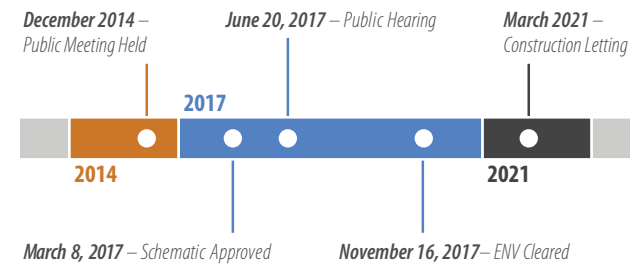 December 2014 –
Public Meeting Held
June 20, 2017 – Public Hearing
March 2021 –
Construction Letting
2017
2014
2021
March 8, 2017 – Schematic Approved
November 16, 2017– ENV Cleared